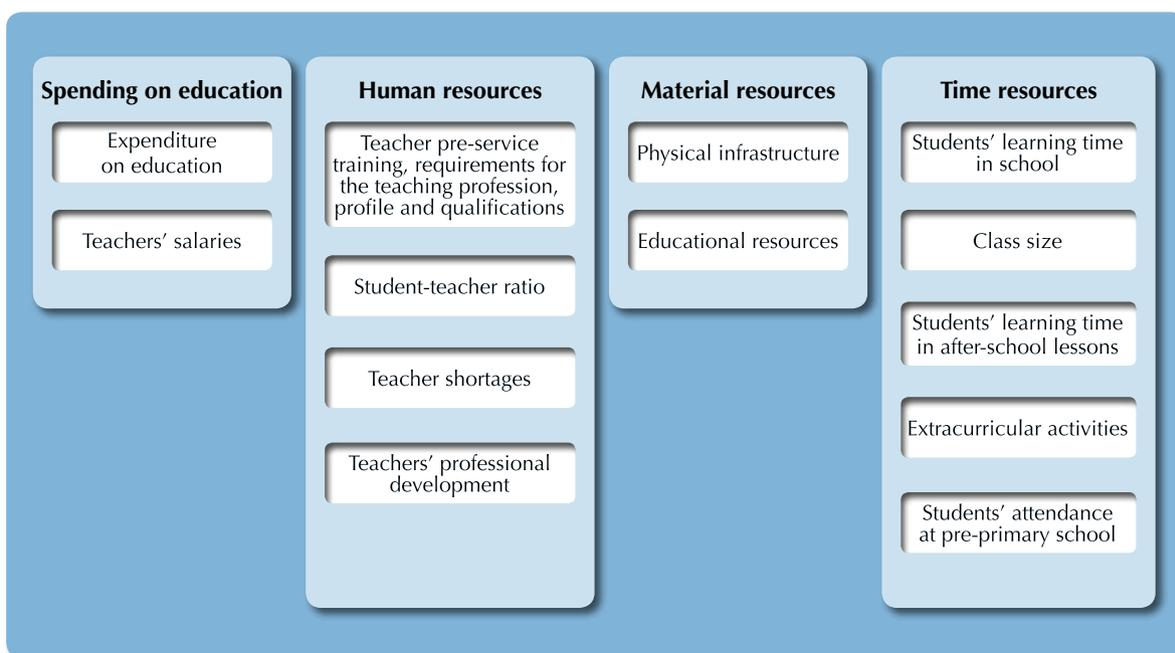 Spending on education
Expenditure
on education
Teachers’ salaries
Human resources
Teacher pre-service
training, requirements for
the teaching profession,
profile and qualifications
Student-teacher ratio
Teacher shortages
Teachers’ professional
development
Material resources
Physical infrastructure
Educational resources
Time resources
Students’ learning time
in school
Class size
Students’ learning time
in after-school lessons
Extracurricular activities
Students’ attendance
at pre-primary school